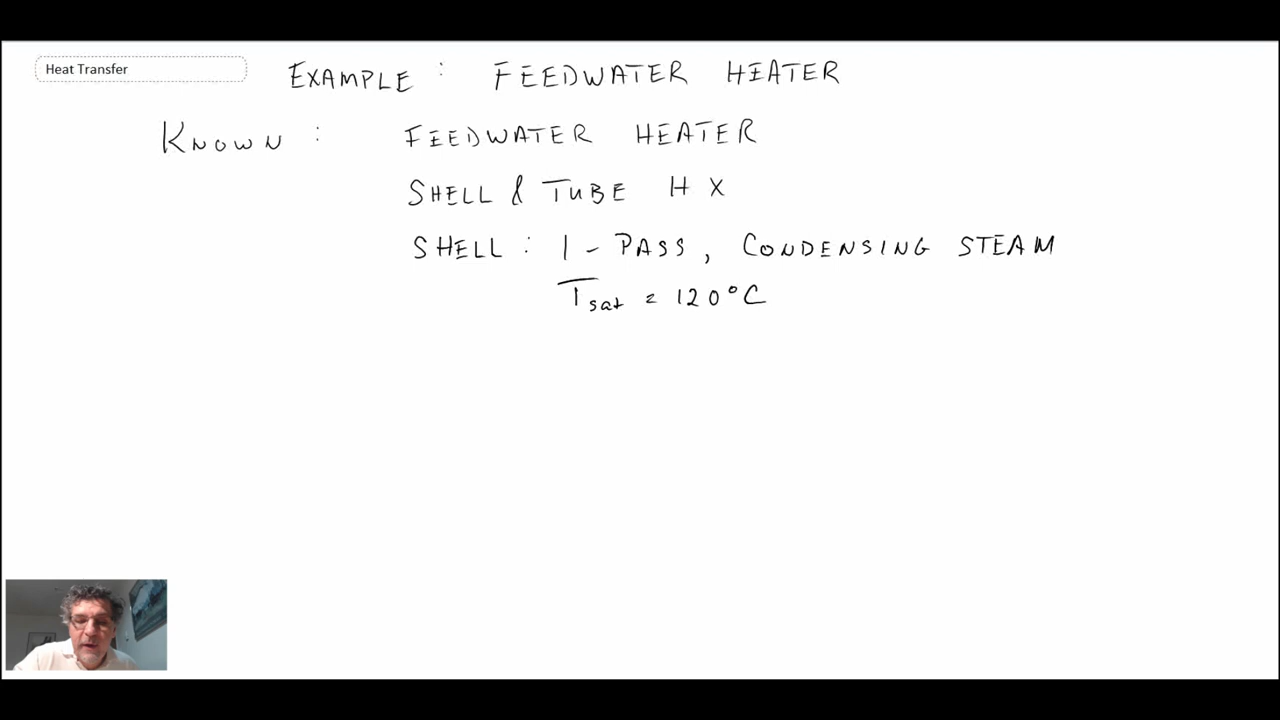 Heat Transfer
EXAMPLE : FEEDWATER HEATER
KNOWN : FEEDWATER HEATER
SHELL & TUBE HX
SHELL : 1-PASS, CONDENSING STEAM
Tsat = 120°C